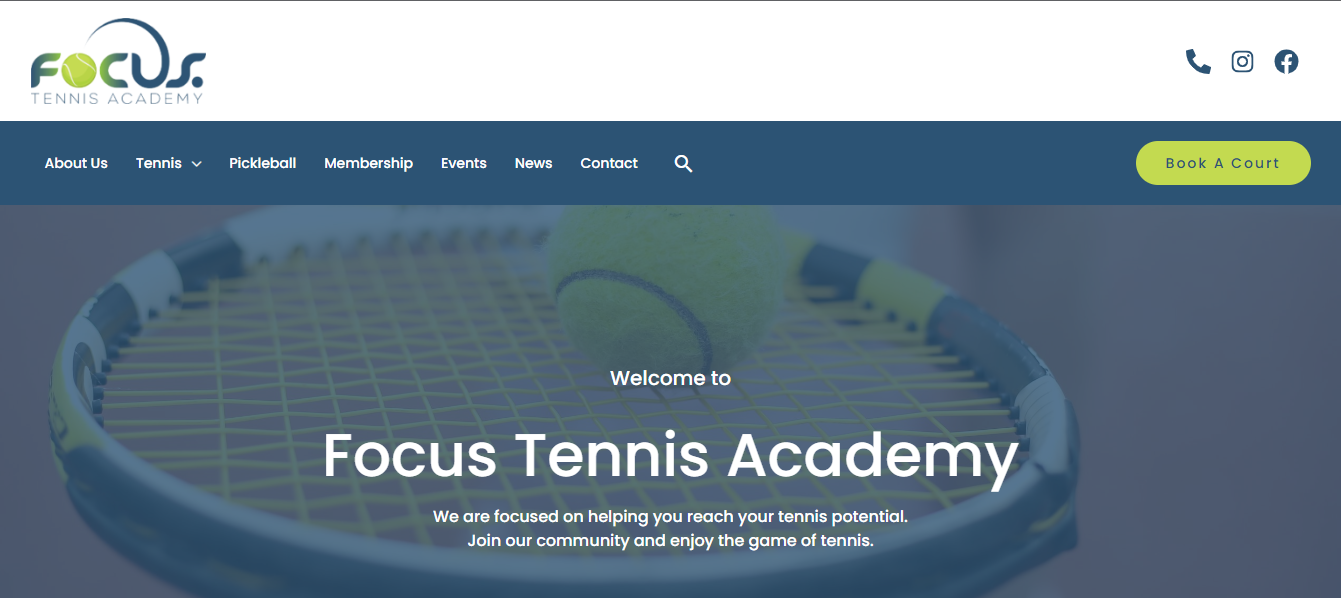 FOCUS.
TENNIS ACADEMY
About Us Tennis Pickleball Membership Events News Contact
Book A Court
Welcome to
Focus Tennis Academy
We are focused on helping you reach your tennis potential.
Join our community and enjoy the game of tennis.